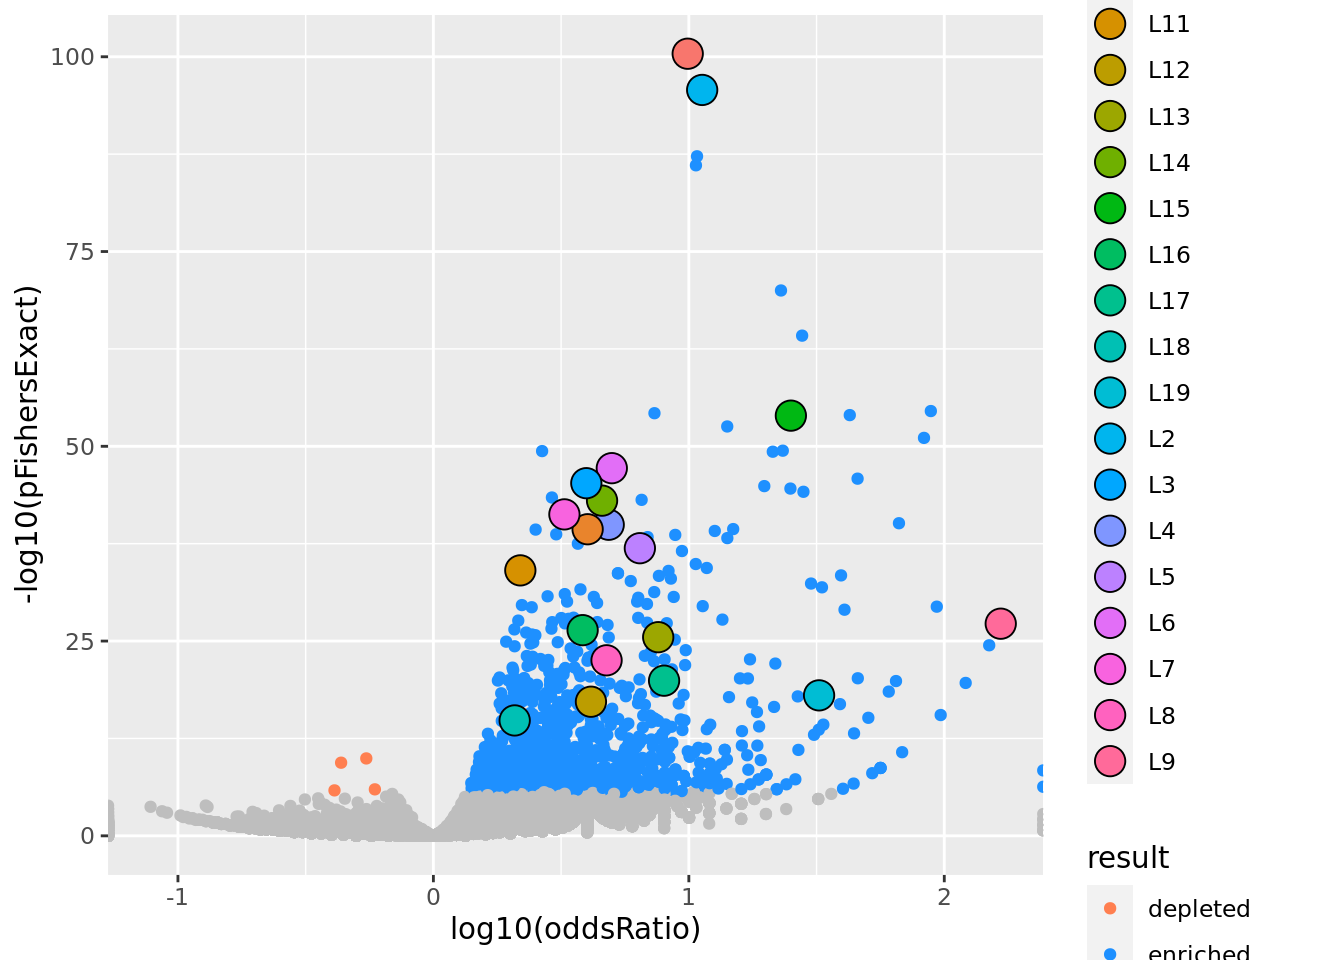 100
75
50
25
0
-1
0
1
2
-log10(pFishersExact)
log10(oddsRatio)
L11
L12
L13
L14
L15
L16
L17
L18
L19
L2
L3
L4
L5
L6
L7
L8
L9
result
depleted
enriched